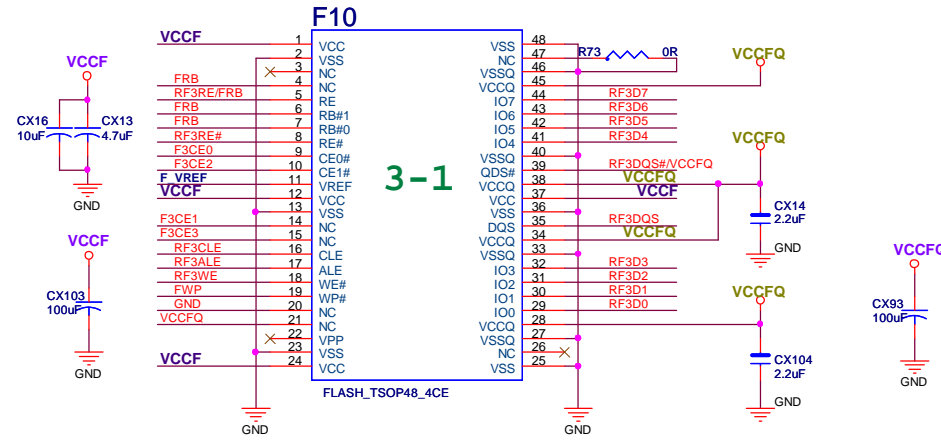 F10
VCCF 1 VCC VSS 48
2 VSS NC 47 R73 0R VCCFQ
3 NC VSSQ 46
FRB 4 NC VCCQ 45
RF3RE/FRB 5 RE IO7 44 RF3D7
FRB 6 RB#1 IO6 43 RF3D6
FRB 7 RB#0 IO5 42 RF3D5
RF3RE# 8 RE# IO4 41 RF3D4
F3CE0 9 CE0# VSSQ 40
F3CE2 10 CE1# QDS# 39 RF3DQS#/VCCFQ
F_VREF 11 VREF VCCQ 38 VCCFQ
VCCF 12 VCC VCC 37 VCCF
13 VSS VSS 36
F3CE1 14 NC DQS 35 RF3DQS
F3CE3 15 NC VCCQ 34 VCCFQ
RF3CLE 16 CLE VSSQ 33
RF3ALE 17 ALE IO3 32 RF3D3
RF3WE 18 WE# IO2 31 RF3D2
FWP 19 WP# IO1 30 RF3D1
GND 20 NC IO0 29 RF3D0
VCCFQ 21 NC VCCQ 28
22 VPP VSSQ 27
23 VSS NC 26
VCCF 24 VCC VSS 25
3-1
FLASH_TSOP48_4CE
GND
GND
VCCF
CX16 CX13
10uF 4.7uF
GND
VCCF
CX103
100uF
GND
VCCFQ
CX14
2.2uF
GND
VCCFQ
CX104
2.2uF
GND
VCCFQ
CX93
100uF
GND